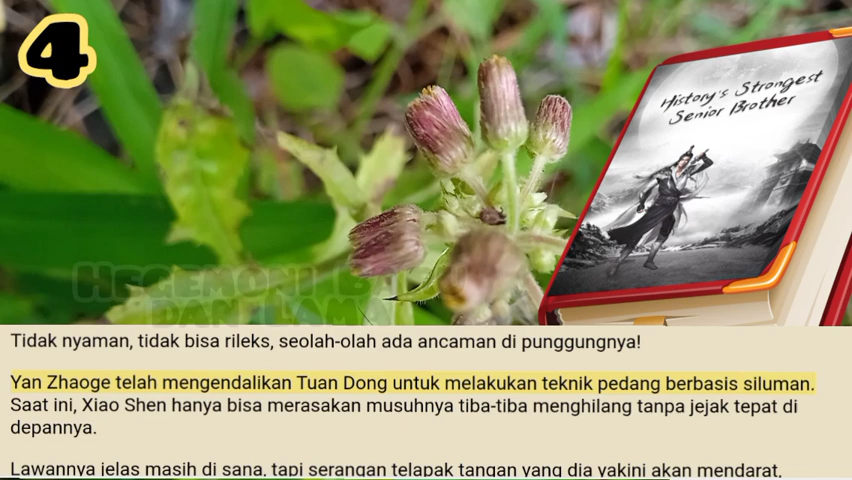 4
History's Strongest
Senior Brother
Tidak nyaman, tidak bisa rileks, seolah-olah ada ancaman di punggungnya!
Yan Zhaoge telah mengendalikan Tuan Dong untuk melakukan teknik pedang berbasis siluman.
Saat ini, Xiao Shen hanya bisa merasakan musuhnya tiba-tiba menghilang tanpa jejak tepat di
depannya.
Lawannya jelas masih di sana, tapi serangan telapak tangan yang dia yakini akan mendarat,